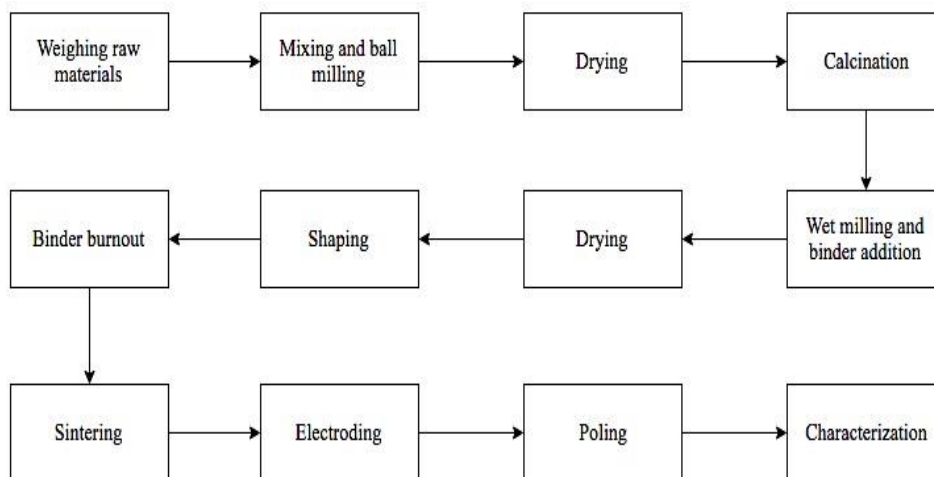 Weighing raw
materials
Mixing and ball
milling
Drying
Calcination
Wet milling and
binder addition
Drying
Shaping
Binder burnout
Sintering
Electroding
Poling
Characterization